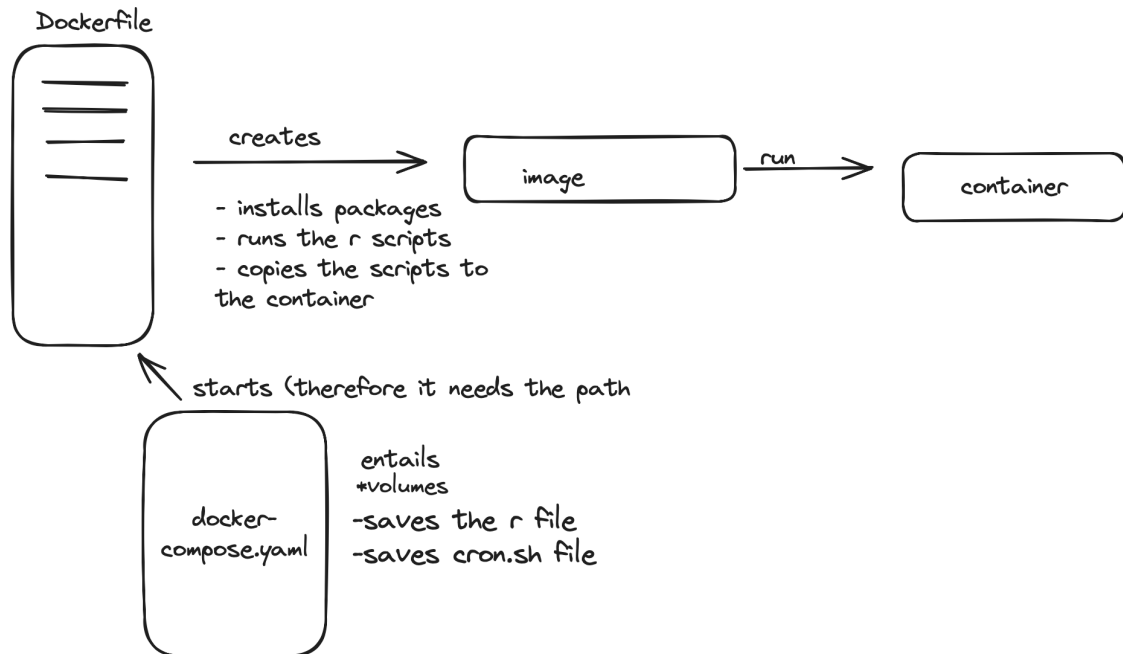 Dockerfile
creates
- installs packages
- runs the r scripts
- copies the scripts to
the container
image
run
container
starts (therefore it needs the path
docker-
compose.yaml
entails
*volumes
-saves the r file
-saves cron.sh file